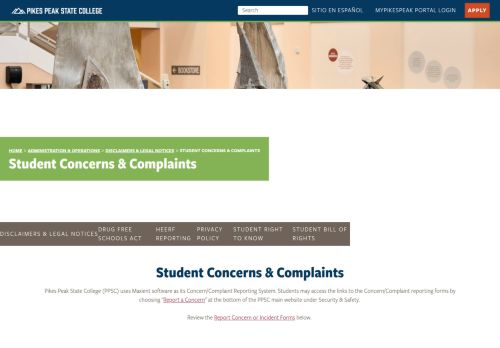 PIKES PEAK STATE COLLEGE
Search
SITIO EN ESPAÑOL
MYPIKESPEAK PORTAL LOGIN
APPLY
BOOKSTORE
HOME > ADMINISTRATION & OPERATIONS > DISCLAIMERS & LEGAL NOTICES > STUDENT CONCERNS & COMPLAINTS
Student Concerns & Complaints
DISCLAIMERS & LEGAL NOTICES
DRUG FREE
SCHOOLS ACT
HEERF
REPORTING
PRIVACY
POLICY
STUDENT RIGHT
TO KNOW
STUDENT BILL OF
RIGHTS
Student Concerns & Complaints
Pikes Peak State College (PPSC) uses Maxient software as its Concern/Complaint Reporting System. Students may access the links to the Concern/Complaint reporting forms by
choosing "Report a Concern" at the bottom of the PPSC main website under Security & Safety.
Review the Report Concern or Incident Forms below.